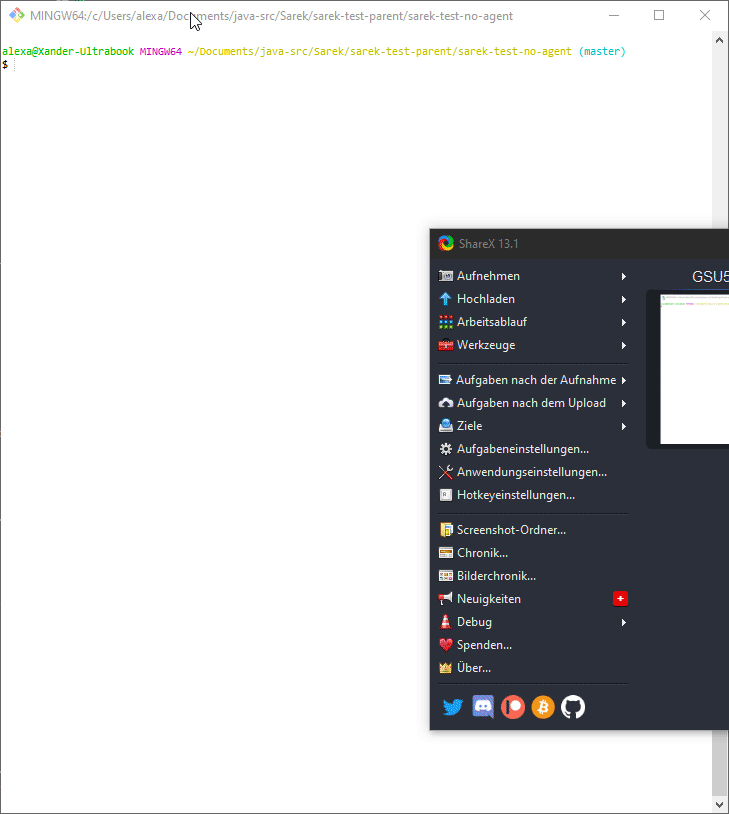 MINGW64:/c/Users/alexa/Documents/java-src/Sarek/sarek-test-parent/sarek-test-no-agent
alexa@Xander-Ultrabook MINGW64 ~/Documents/java-src/Sarek/sarek-test-parent/sarek-test-no-agent (master)
$
ShareX 13.1
Aufnehmen
Hochladen
Arbeitsablauf
Werkzeuge
Aufgaben nach der Aufnahme
Aufgaben nach dem Upload
Ziele
Aufgabeneinstellungen...
Anwendungseinstellungen...
Hotkeyeinstellungen...
Screenshot-Ordner...
Chronik...
Bilderchronik...
Neuigkeiten
Debug
Spenden...
Über...
GSU5